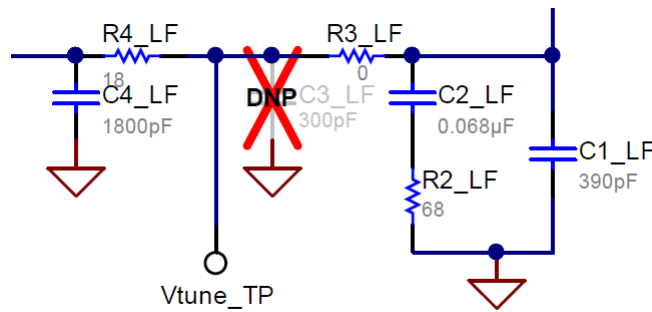 R4_LF
18
C4_LF
1800pF
DNP
C3_LF
300pF
R3_LF
0
C2_LF
0.068µF
R2_LF
68
C1_LF
390pF
Vtune_TP